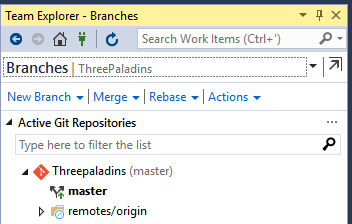 Team Explorer - Branches
Search Work Items (Ctrl+')
Branches | ThreePaladins
New Branch | Merge | Rebase | Actions
Active Git Repositories
Type here to filter the list
Threepaladins (master)
master
remotes/origin